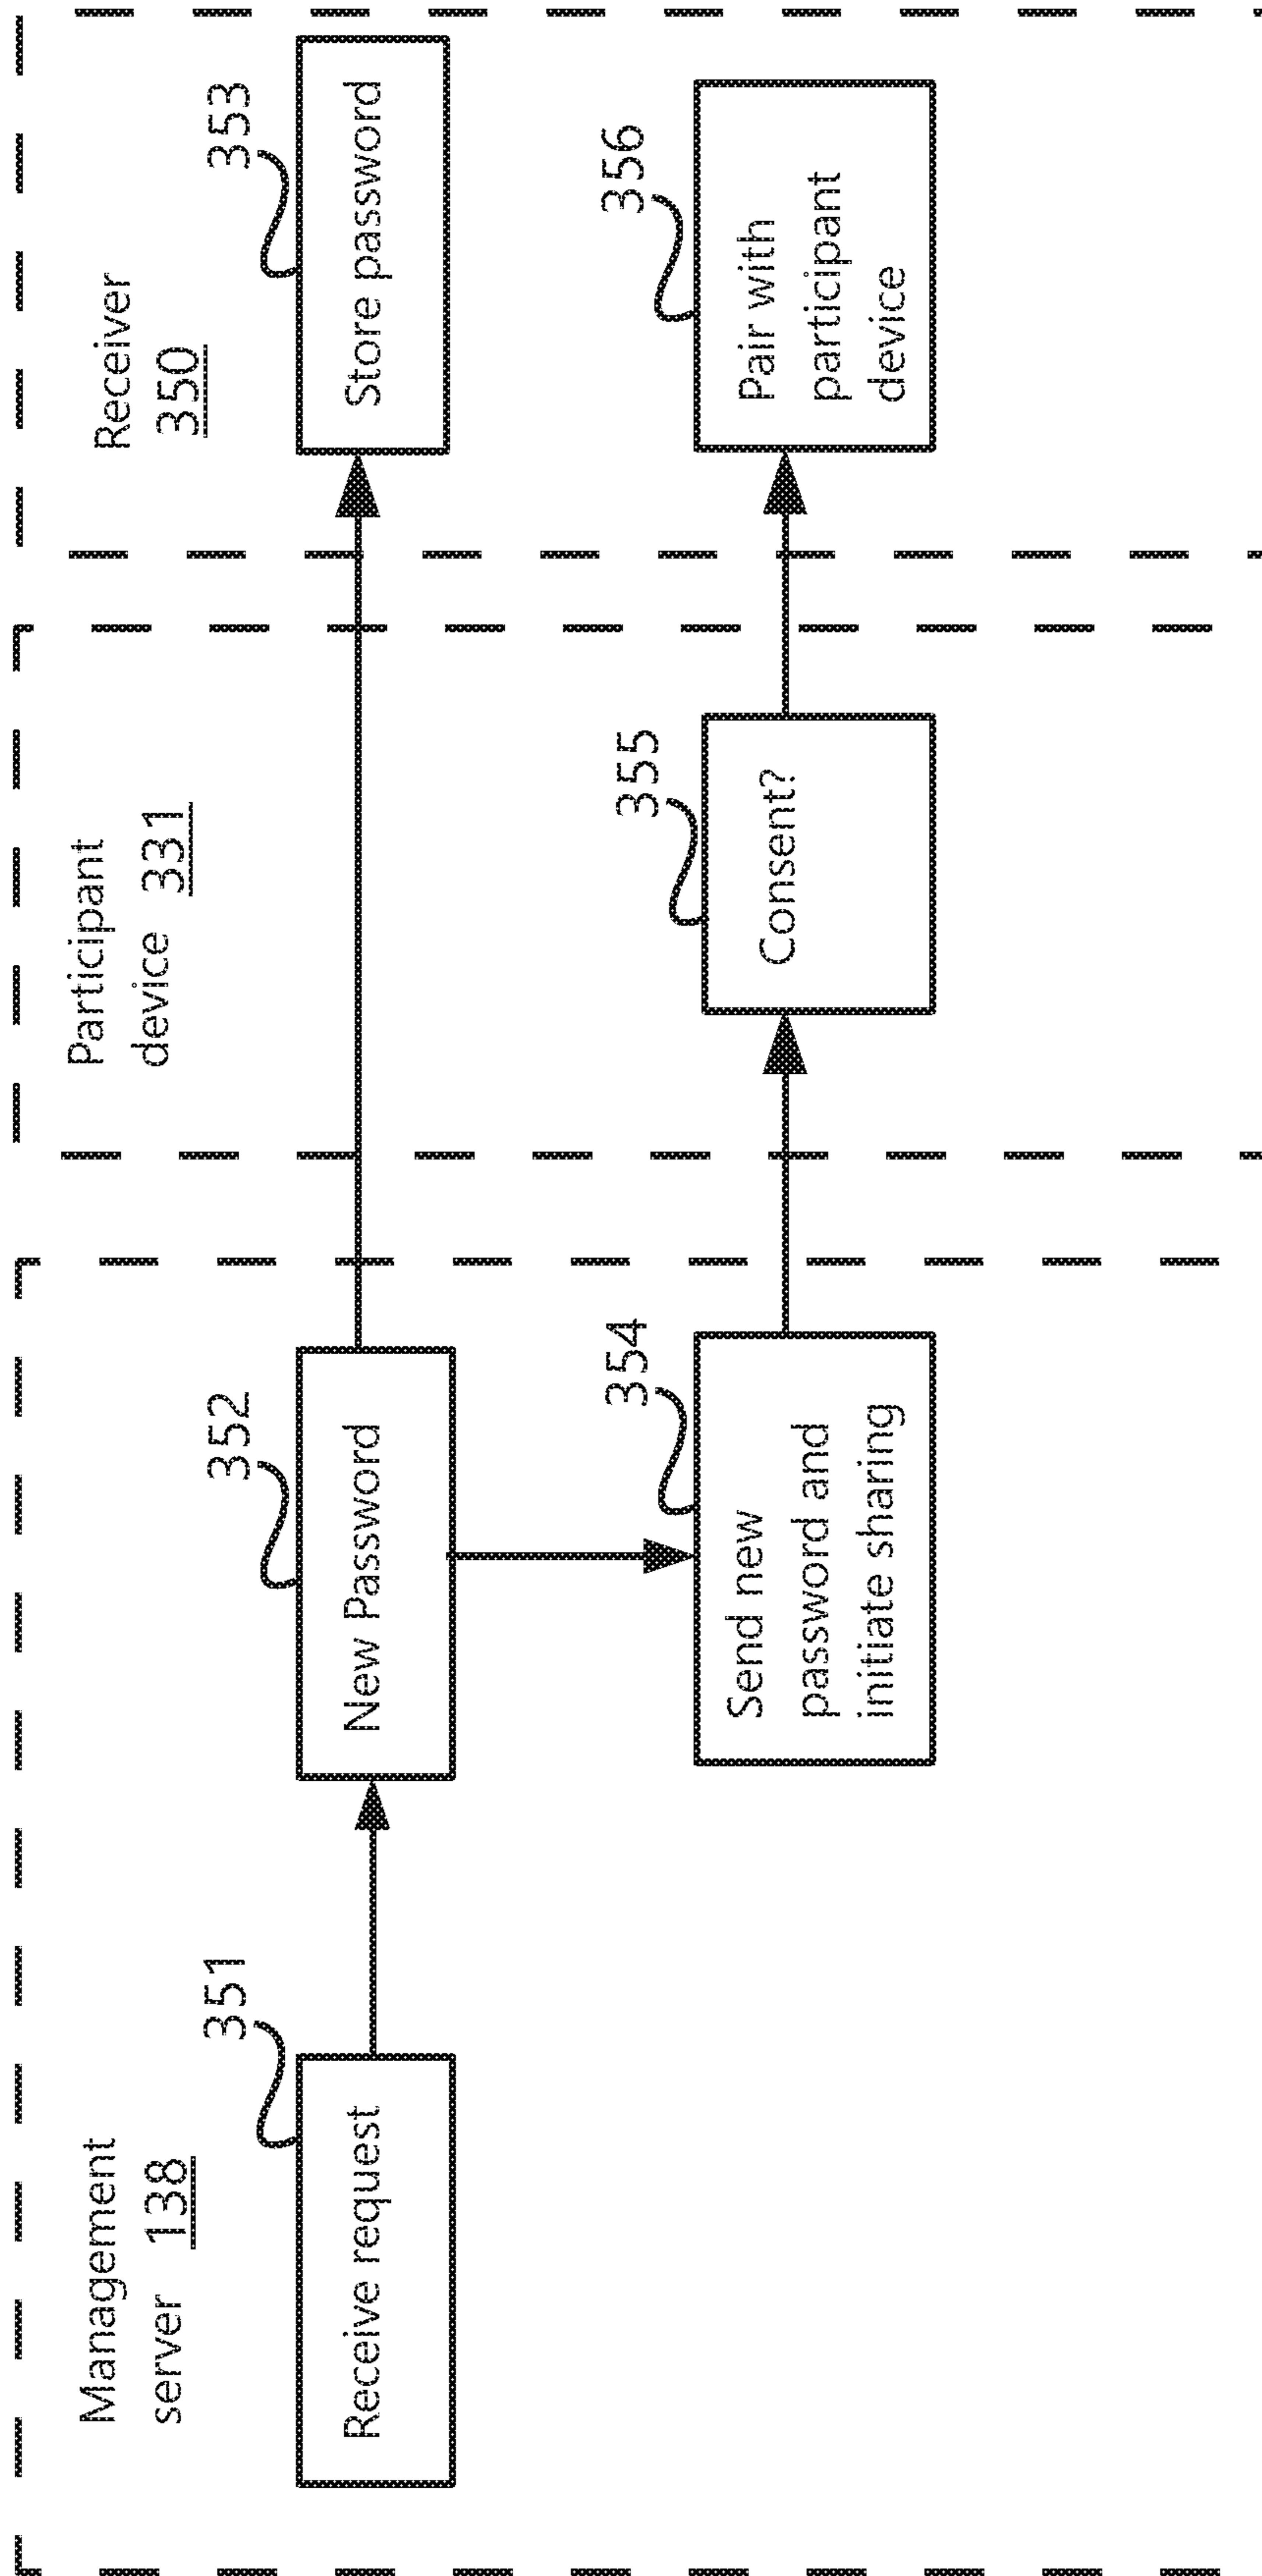 Management
server 138
351
Receive request
352
New Password
354
Send new
password and
initiate sharing
Participant
device 331
355
Consent?
Receiver
350
353
Store password
356
Pair with
participant
device